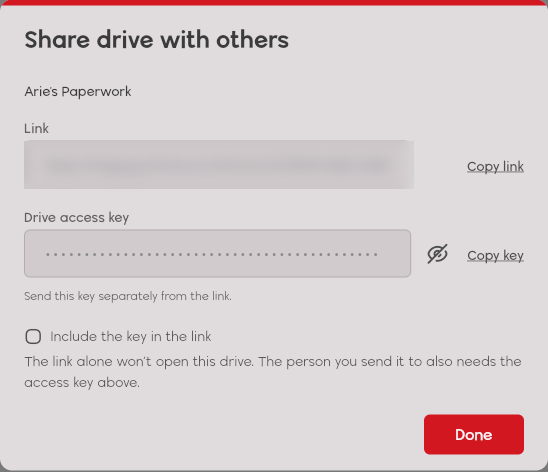 Share drive with others
Arie's Paperwork
Link
Copy link
Drive access key
Copy key
Send this key separately from the link.
Include the key in the link
The link alone won't open this drive. The person you send it to also needs the
access key above.
Done